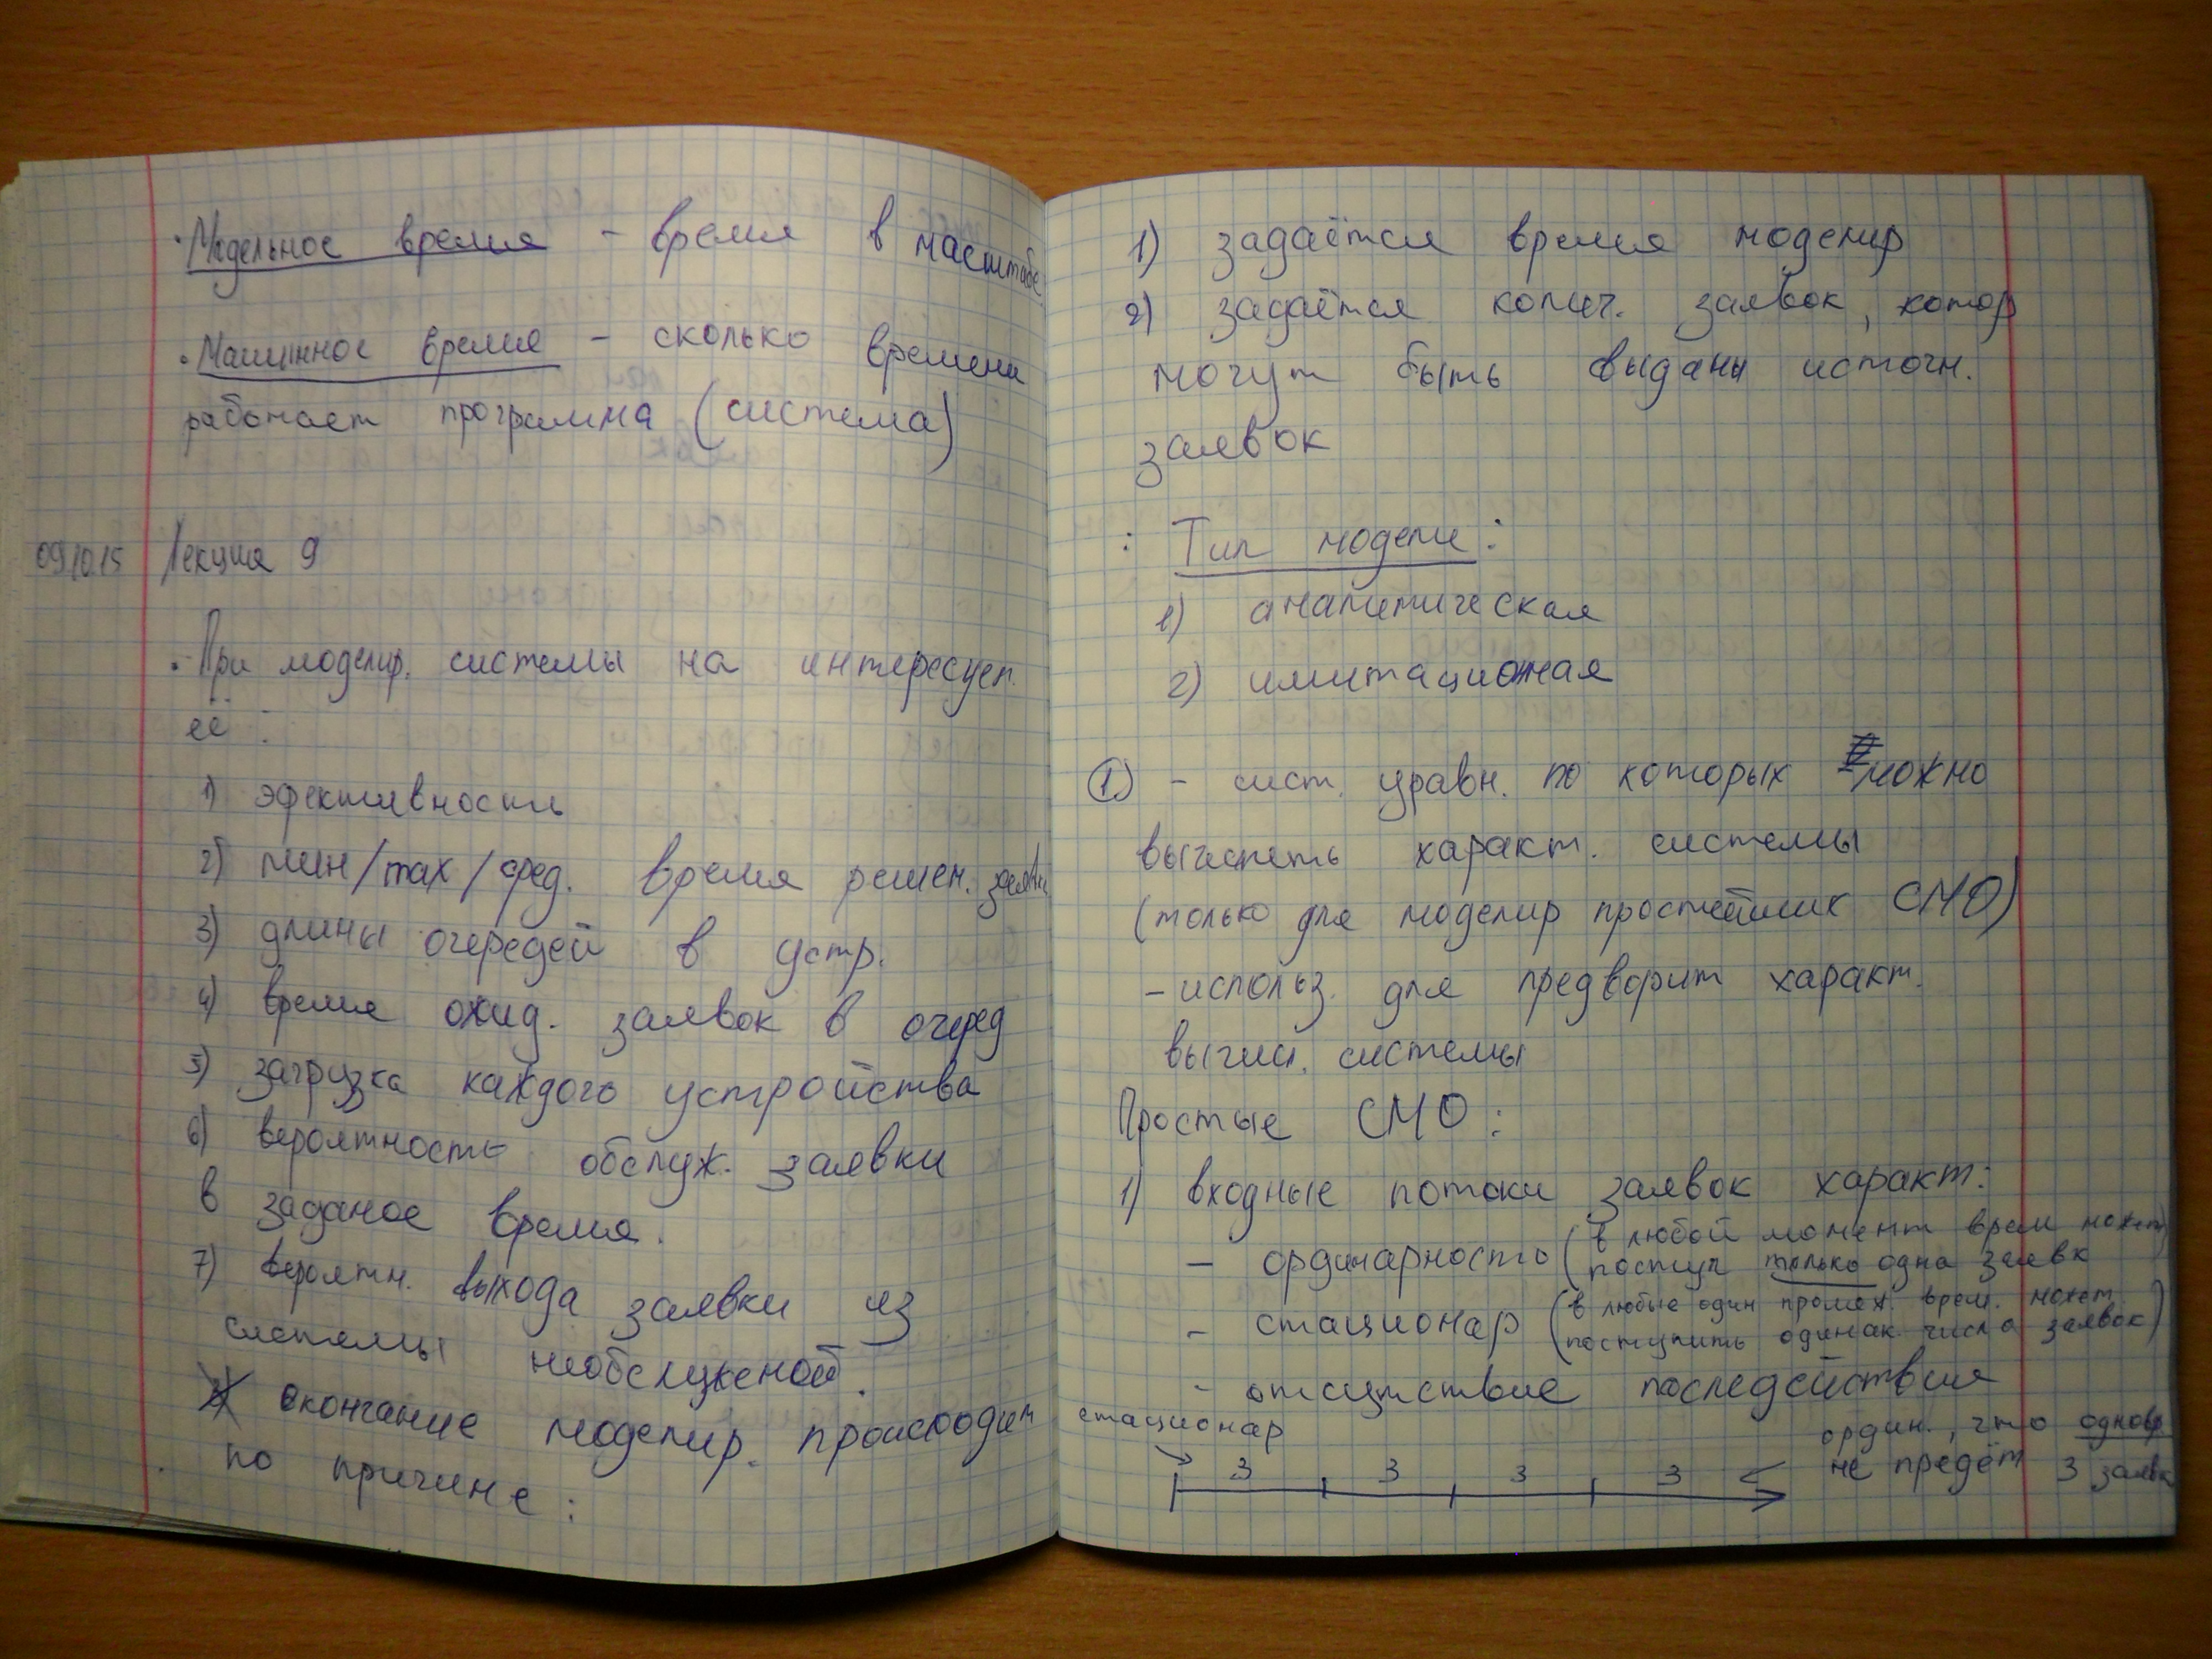 · Модельное время - время в масштабе
· Машинное время - сколько времени
работает программа (система)
09.10.15 Лекция 9
· При моделир. системы на интересует
её :
1) эфективность
2) мин/max/сред. время решен. заявки
3) длины очередей в устр.
4) время ожид. заявок в очеред
5) загрузка каждого устройства
6) вероятность обслуж. заявки
в заданое время.
7) вероятн. выхода заявки из
системы необслуженой.
окончание моделир. происходит
по причине :
1) задаётся время моделир
2) задаётся колич. заявок, котор
могут быть выданы источн.
заявок
: Тип модели :
1) аналитическая
2) имитационая
1) - сист. уравн. по которых можно
вычислеть характ. системы
(только для моделир простейших СМО)
- использ. для предворит характ.
вычисл. системы
Простые СМО :
1) входные потоки заявок характ:
- ординарность (в любой момент врем может)
поступ только одна заявк
- стационар (в любые один промеж. врем. может
поступить одинак. числа заявок)
- отсутствие последействия
стационар
ордин., что одновр
не предёт 3 заявк
3 3 3 3